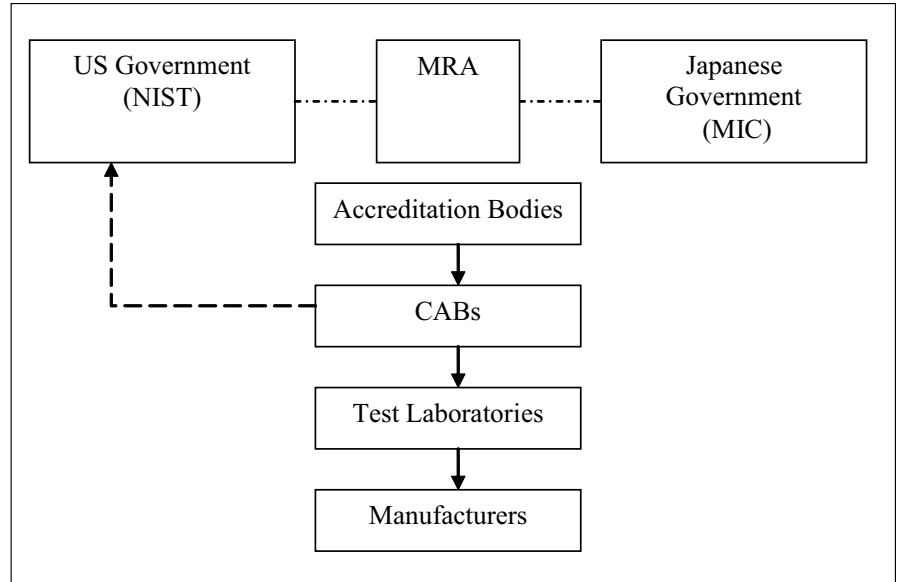 US Government
(NIST)
MRA
Japanese
Government
(MIC)
Accreditation Bodies
CABs
Test Laboratories
Manufacturers